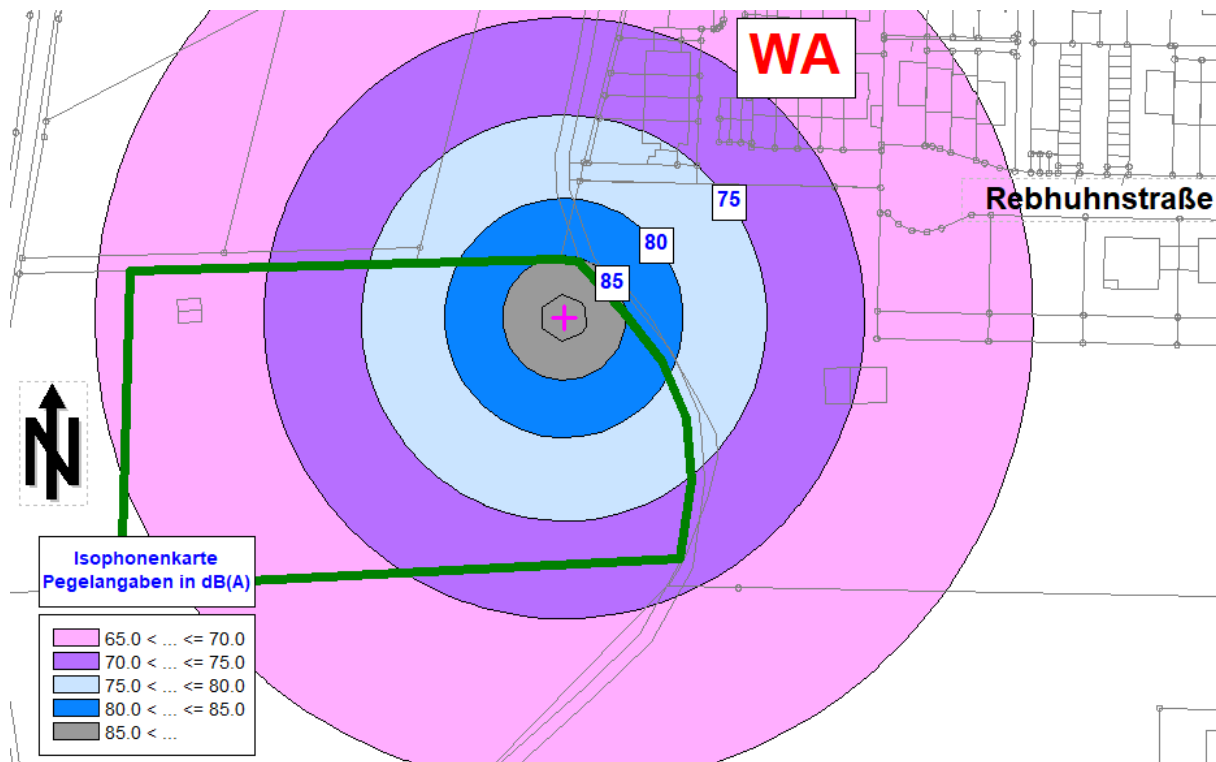 WA
75
Rebhuhnstraße
80
85
N
Isophonenkarte
Pegelangaben in dB(A)
65.0 < ... <= 70.0
70.0 < ... <= 75.0
75.0 < ... <= 80.0
80.0 < ... <= 85.0
85.0 < ...